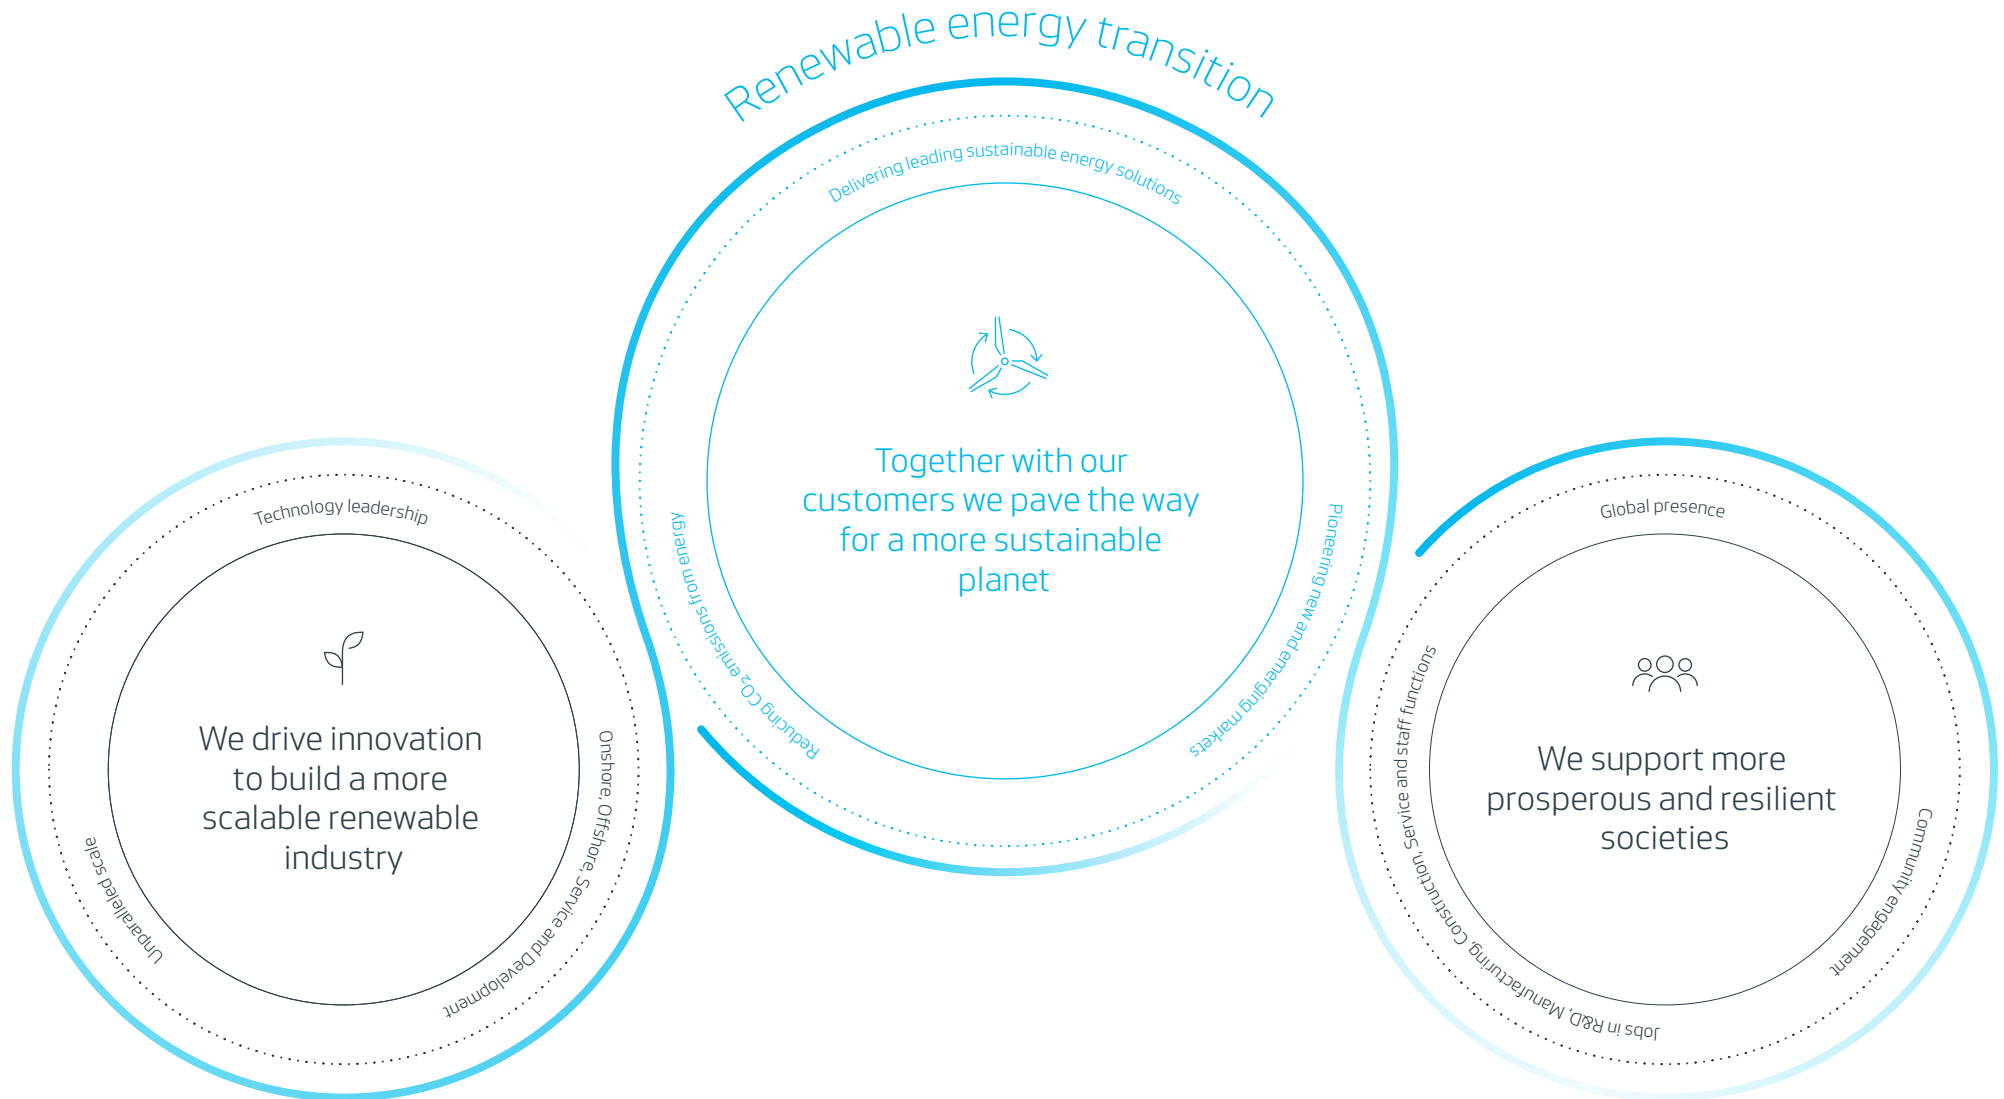 Renewable energy transition
Delivering leading sustainable energy solutions
Together with our
customers we pave the way
for a more sustainable
planet
Reducing CO₂ emissions from energy
Pioneering new and emerging markets
Technology leadership
We drive innovation
to build a more
scalable renewable
industry
Unparalleled scale
Onshore, Offshore, Service and Development
Global presence
We support more
prosperous and resilient
societies
Jobs in R&D, Manufacturing, Construction, Service and staff functions
Community engagement